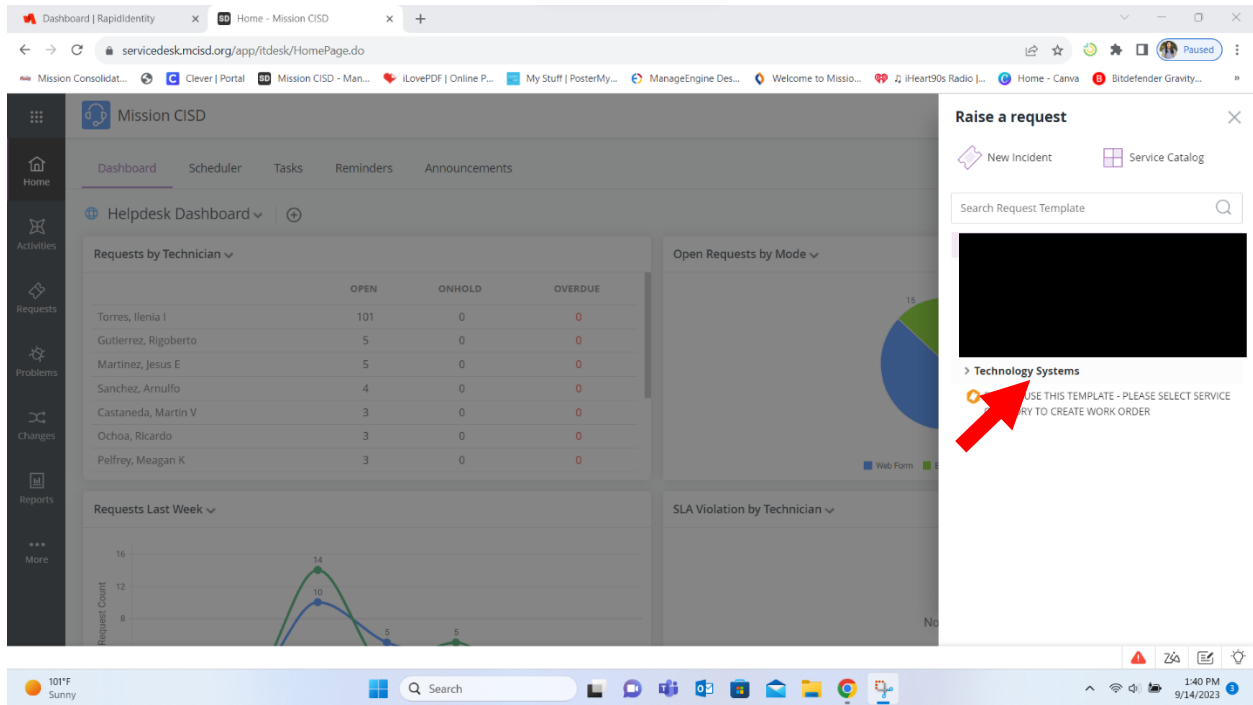 Dashboard | RapidIdentity
Home - Mission CISD
servicedesk.mcisd.org/app/itdesk/HomePage.do
Paused
Mission Consolidat...
Clever | Portal
Mission CISD - Man...
iLovePDF | Online P...
My Stuff | PosterMy...
ManageEngine Des...
Welcome to Missio...
iHeart90s Radio |...
Home - Canva
Bitdefender Gravity...
»
Mission CISD
Home
Activities
Requests
Problems
Changes
Reports
More
Dashboard Scheduler Tasks Reminders Announcements
Helpdesk Dashboard
Requests by Technician
OPEN ONHOLD OVERDUE
Torres, Ilenia I 101 0 0
Gutierrez, Rigoberto 5 0 0
Martinez, Jesus E 5 0 0
Sanchez, Arnulfo 4 0 0
Castaneda, Martin V 3 0 0
Ochoa, Ricardo 3 0 0
Pelfrey, Meagan K 3 0 0
Open Requests by Mode
15
Web Form
Requests Last Week
Request Count
16
12
8
14
10
5
5
SLA Violation by Technician
No
Raise a request
New Incident
Service Catalog
Search Request Template
Technology Systems
USE THIS TEMPLATE - PLEASE SELECT SERVICE
TO CREATE WORK ORDER
101°F
Sunny
Search
1:40 PM
9/14/2023
3